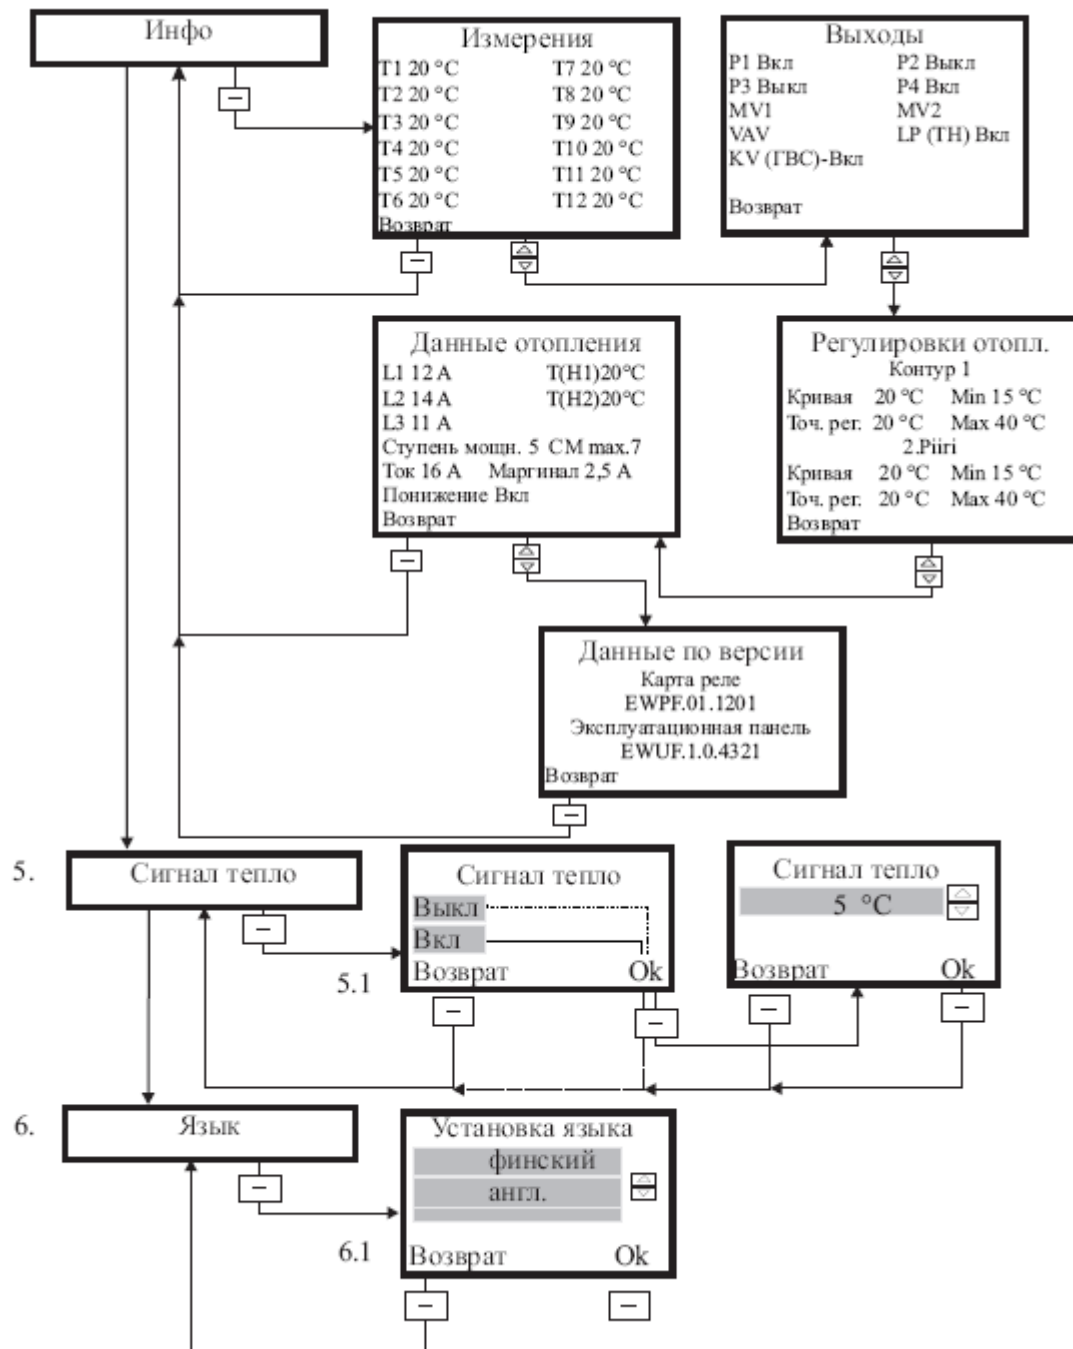 Инфо
Измерения
T1 20 °C T7 20 °C
T2 20 °C T8 20 °C
T3 20 °C T9 20 °C
T4 20 °C T10 20 °C
T5 20 °C T11 20 °C
T6 20 °C T12 20 °C
Возврат
Выходы
P1 Вкл P2 Выкл
P3 Выкл P4 Вкл
MV1 MV2
VAV LP (TH) Вкл
KV (ГВС)-Вкл
Возврат
Данные отопления
L1 12 A T(H1)20°C
L2 14 A T(H2)20°C
L3 11 A
Ступень мощн. 5 СМ max.7
Ток 16 А Маргинал 2,5 А
Понижение Вкл
Возврат
Регулировки отопл.
Контур 1
Кривая 20 °C Min 15 °C
Точ. рег. 20 °C Max 40 °C
2.Piiri
Кривая 20 °C Min 15 °C
Точ. рег. 20 °C Max 40 °C
Возврат
Данные по версии
Карта реле
EWPF.01.1201
Эксплуатационная панель
EWUF.1.0.4321
Возврат
5.
Сигнал тепло
5.1
Сигнал тепло
Выкл
Вкл
Возврат Ok
Сигнал тепло
5 °C
Возврат Ok
6.
Язык
6.1
Установка языка
финский
англ.
Возврат Ok